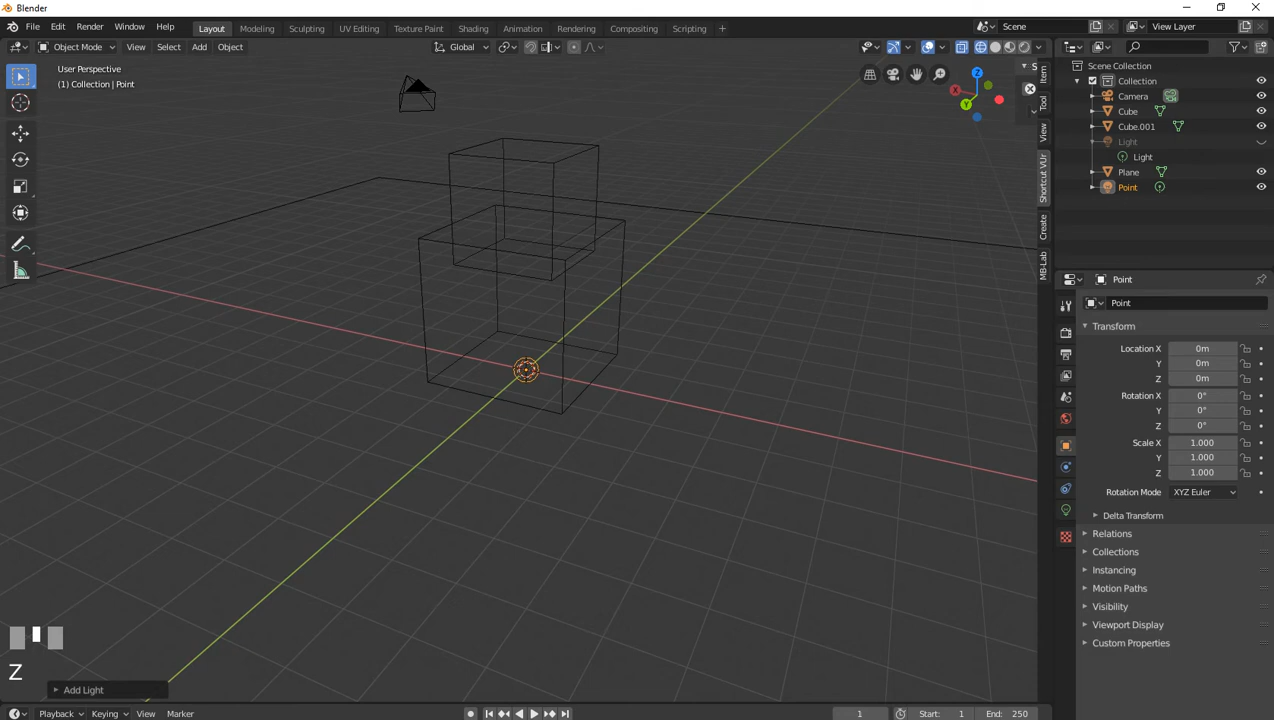 Blender
File Edit Render Window Help Layout Modeling Sculpting UV Editing Texture Paint Shading Animation Rendering Compositing Scripting + Scene View Layer
Object Mode View Select Add Object Global
User Perspective
(1) Collection | Point
X Y Z
Item
Tool
View
Shortcut VUr
Create
MB-Lab
Scene Collection
Collection
Camera
Cube
Cube.001
Light
Light
Plane
Point
Point
Point
Transform
Location X 0m
Y 0m
Z 0m
Rotation X 0°
Y 0°
Z 0°
Scale X 1.000
Y 1.000
Z 1.000
Rotation Mode XYZ Euler
Delta Transform
Relations
Collections
Instancing
Motion Paths
Visibility
Viewport Display
Custom Properties
Z
Add Light
Playback Keying View Marker 1 Start: 1 End: 250